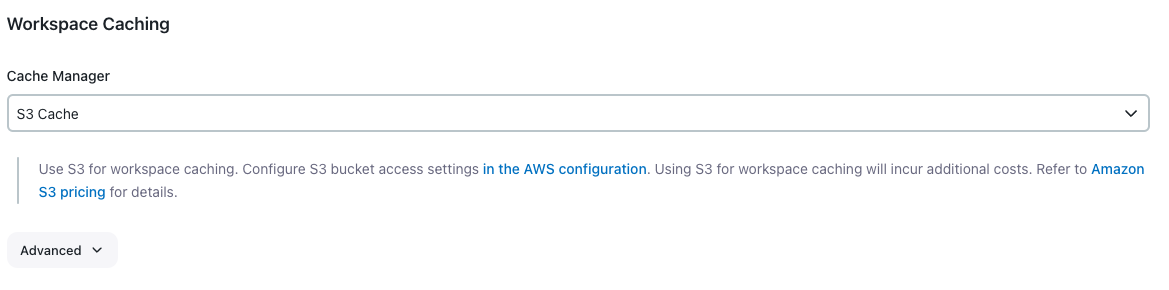 Workspace Caching
Cache Manager
S3 Cache
Use S3 for workspace caching. Configure S3 bucket access settings in the AWS configuration. Using S3 for workspace caching will incur additional costs. Refer to Amazon
S3 pricing for details.
Advanced